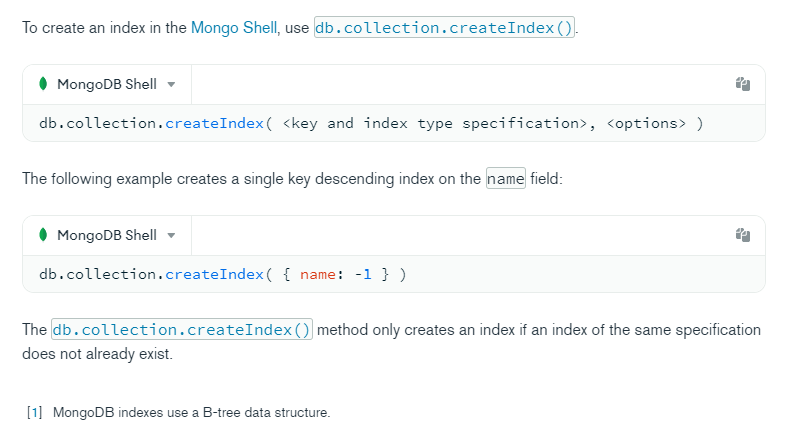 To create an index in the Mongo Shell, use db.collection.createIndex().
MongoDB Shell
db.collection.createIndex( <key and index type specification>, <options> )
The following example creates a single key descending index on the name field:
MongoDB Shell
db.collection.createIndex( { name: -1 } )
The db.collection.createIndex() method only creates an index if an index of the same specification
does not already exist.
[1] MongoDB indexes use a B-tree data structure.